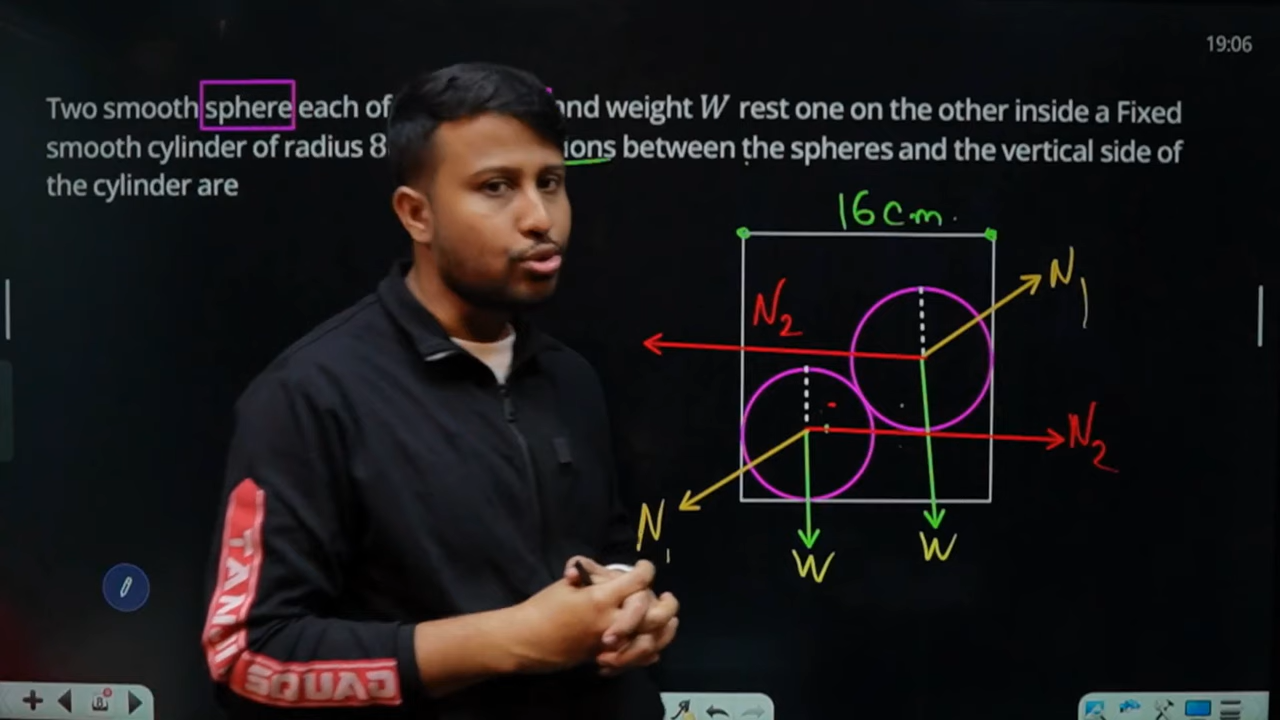 19:06
Two smooth sphere each of and weight W rest one on the other inside a Fixed
smooth cylinder of radius 8 ions between the spheres and the vertical side of
the cylinder are
16cm.
N₁
N₂
N₂
N₁
W
W
TANJI
SQUAD